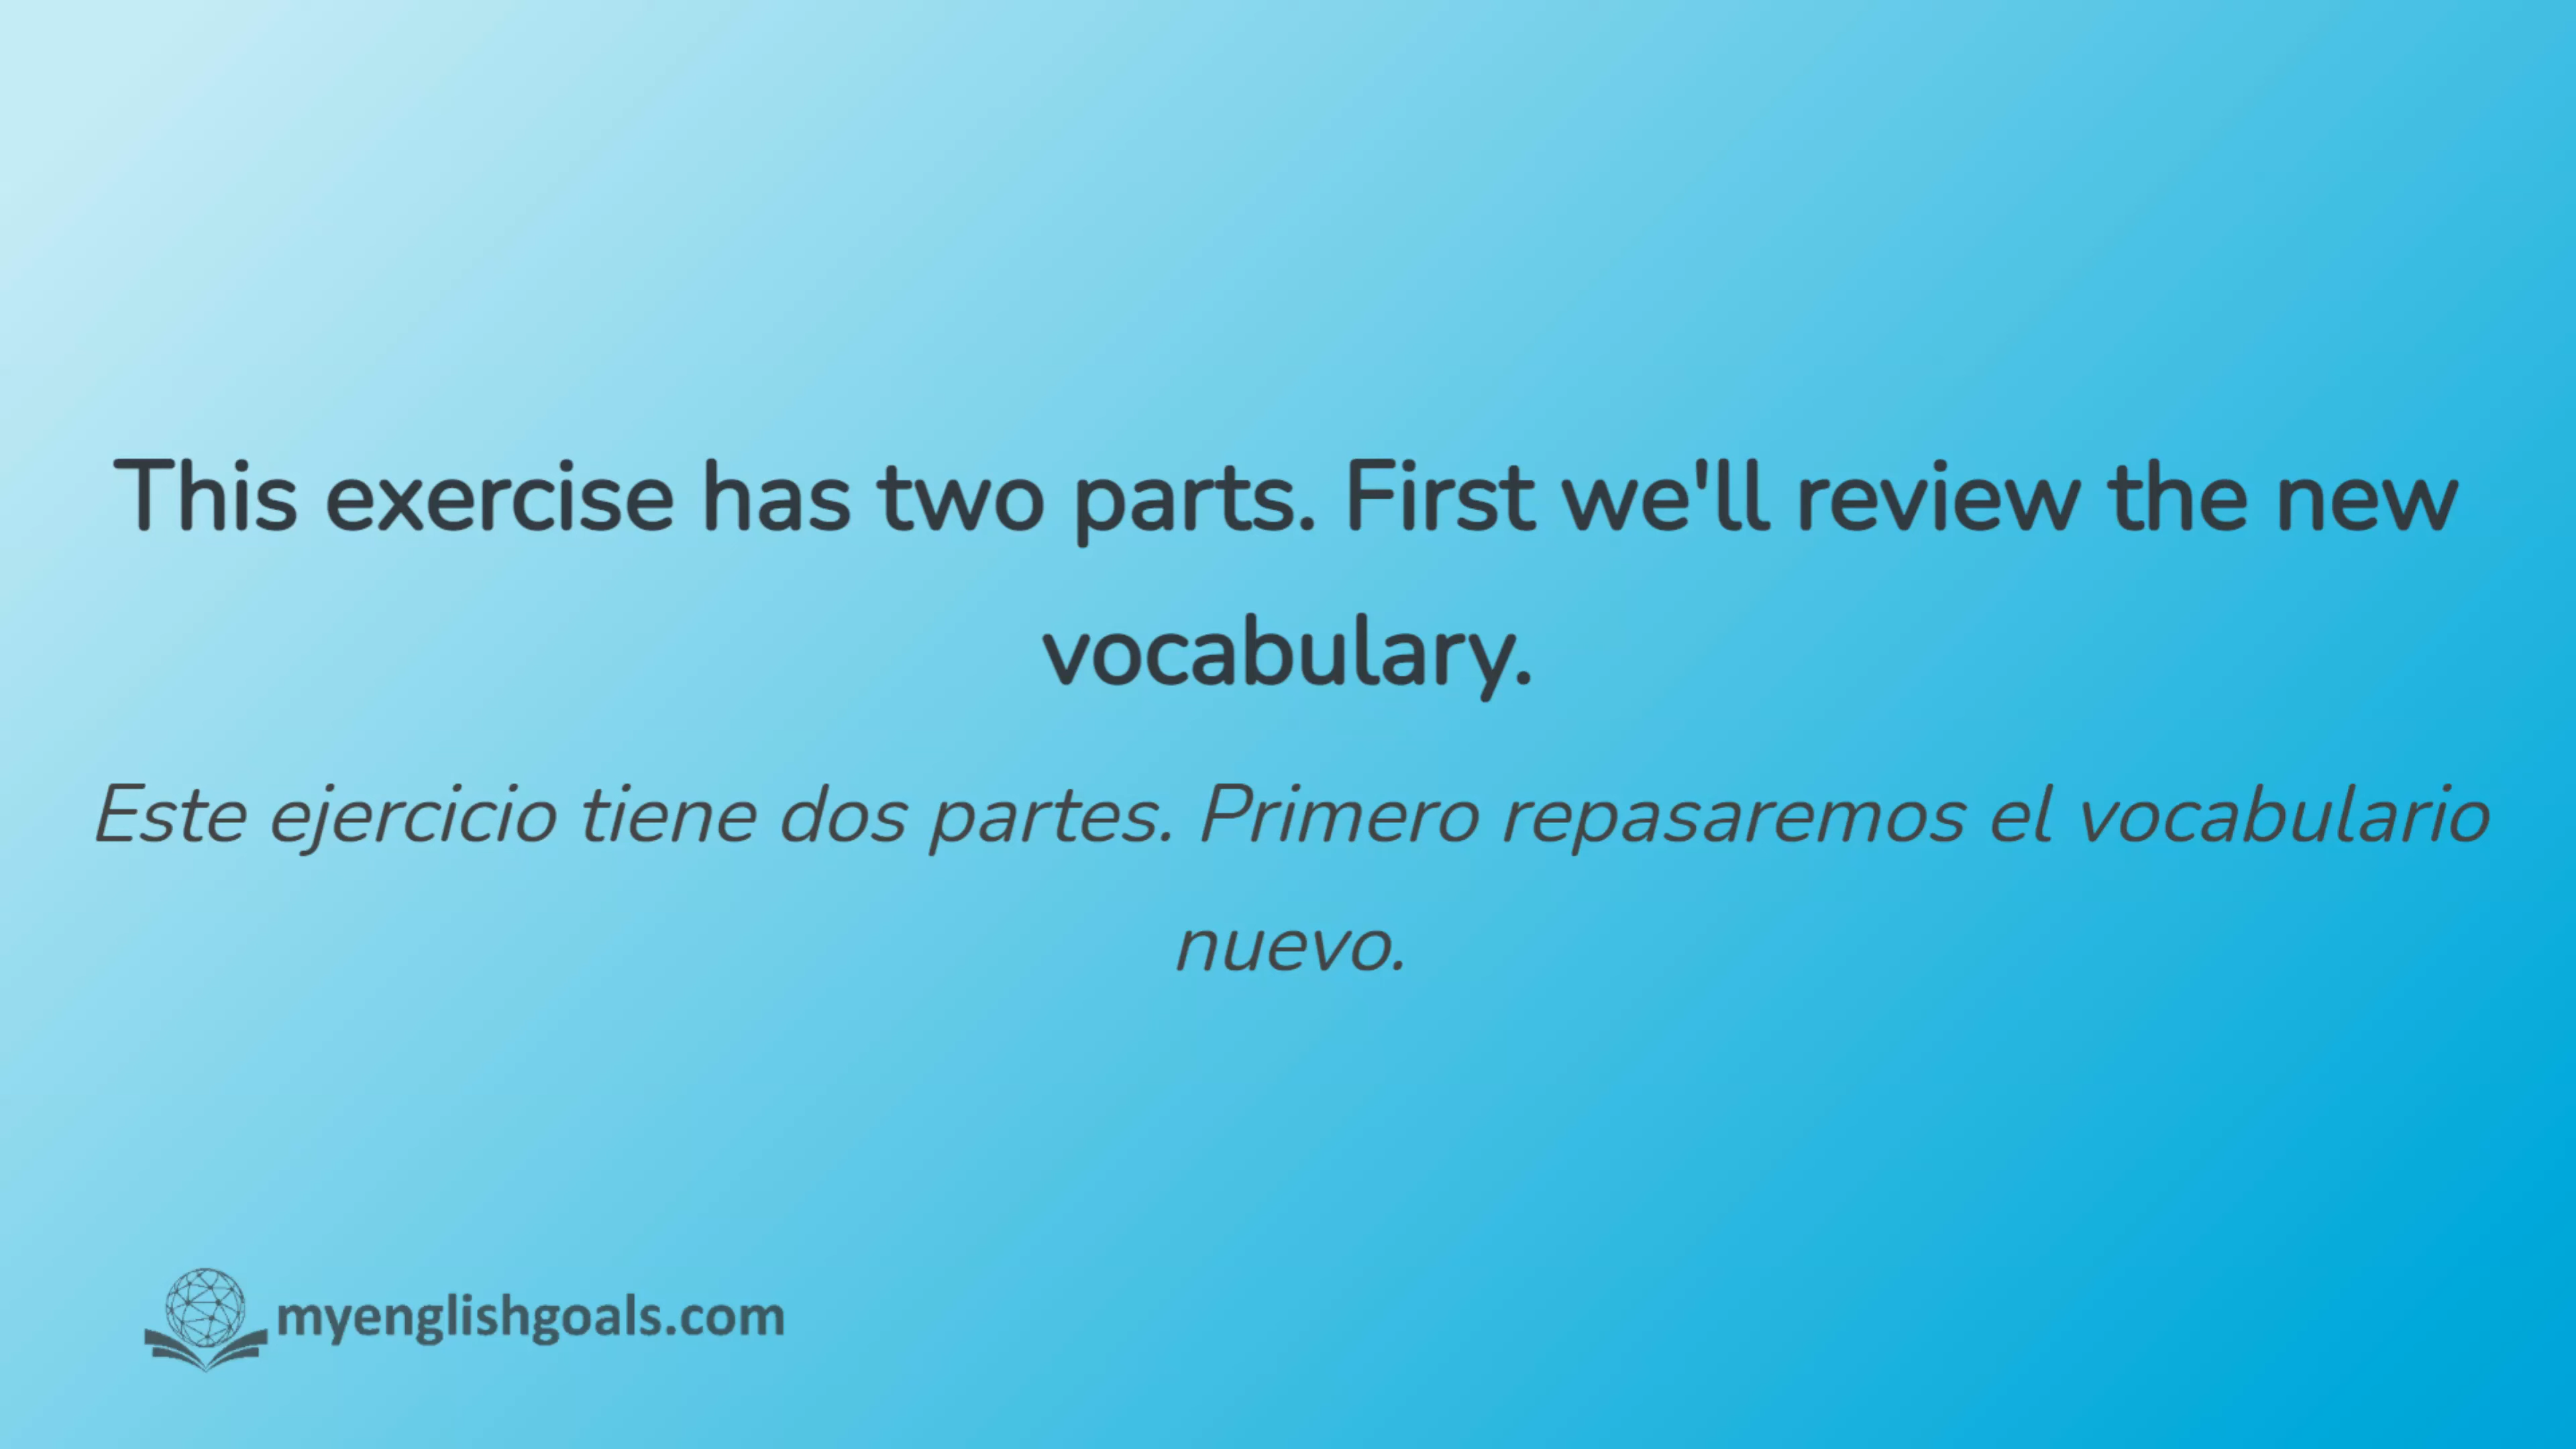 This exercise has two parts. First we'll review the new
vocabulary.
Este ejercicio tiene dos partes. Primero repasaremos el vocabulario
nuevo.
myenglishgoals.com